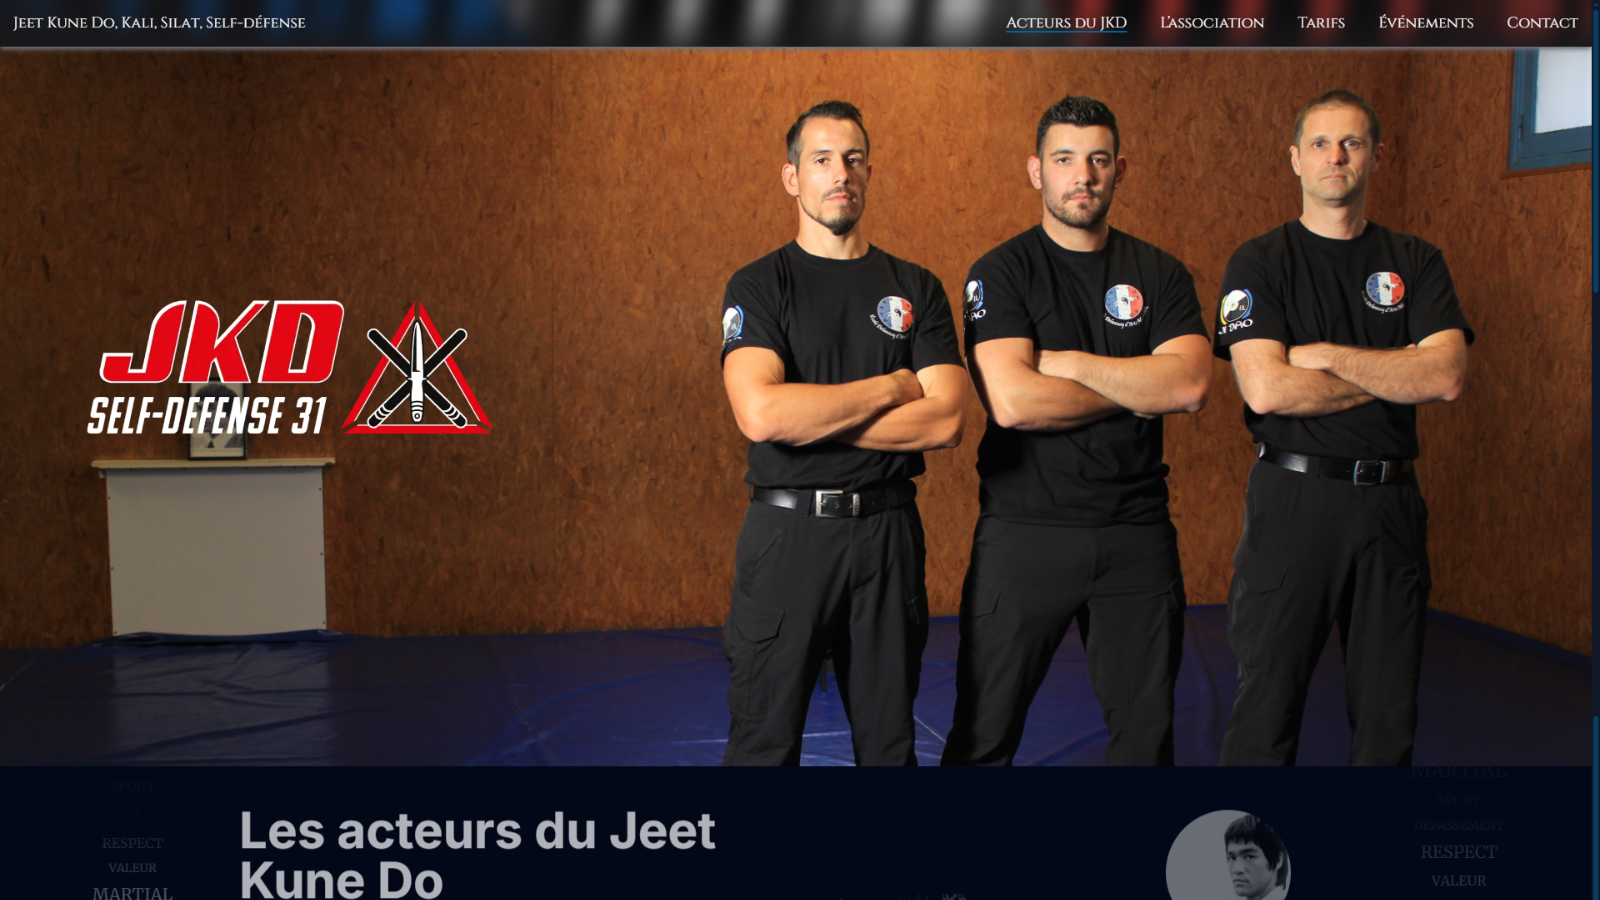 Jeet Kune Do, Kali, Silat, Self-défense
Acteurs du JKD
L'association
Tarifs
Événements
Contact
JKD
SELF-DEFENSE 31
SPORT
RESPECT
VALEUR
MARTIAL
Les acteurs du Jeet
Kune Do
MARTIAL
SPORT
DÉPASSEMENT
RESPECT
VALEUR